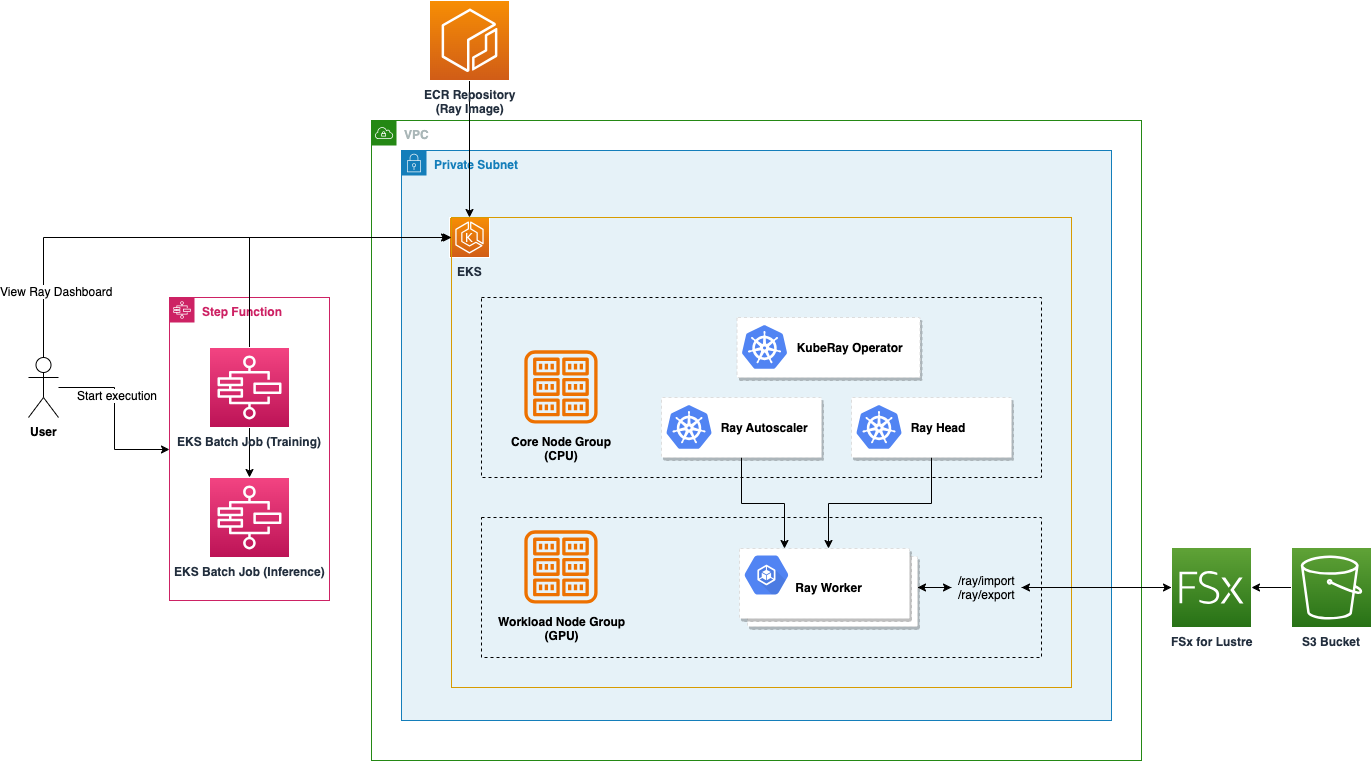 ECR Repository
(Ray Image)
VPC
Private Subnet
EKS
View Ray Dashboard
Step Function
User
Start execution
EKS Batch Job (Training)
EKS Batch Job (Inference)
KubeRay Operator
Core Node Group
(CPU)
Ray Autoscaler
Ray Head
Workload Node Group
(GPU)
Ray Worker
/ray/import
/ray/export
FSx
FSx for Lustre
S3 Bucket